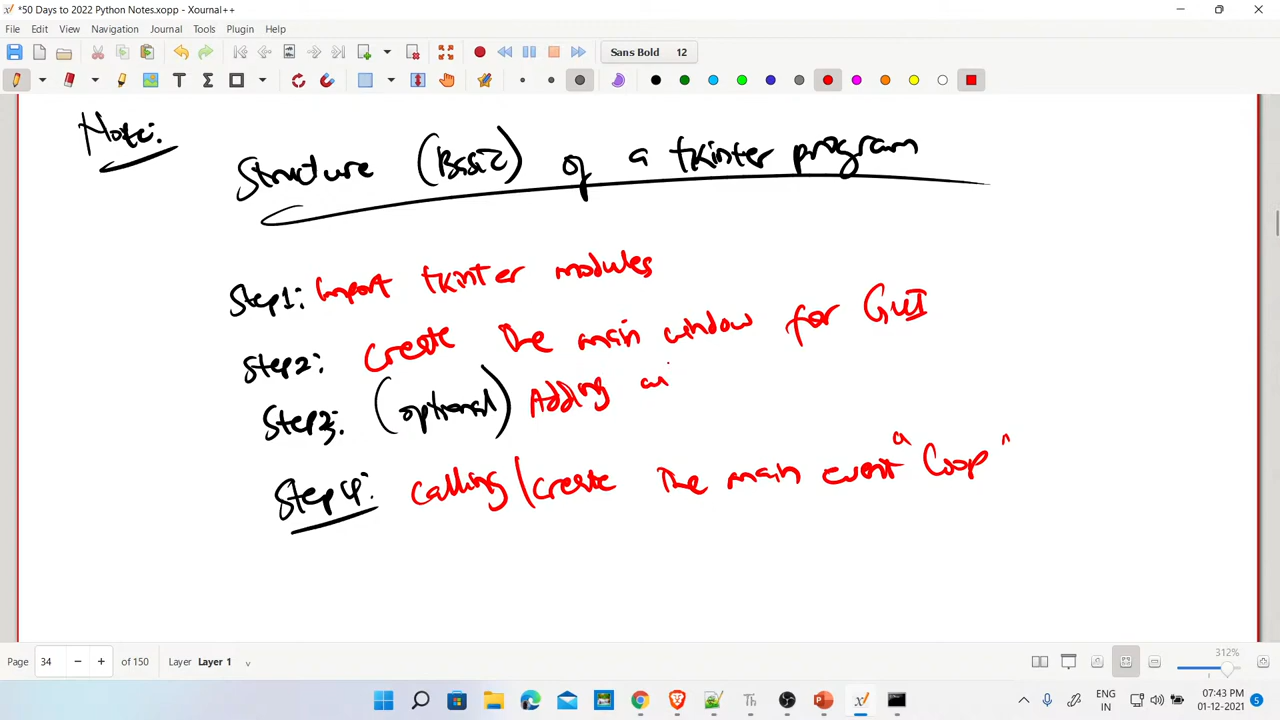 *50 Days to 2022 Python Notes.xopp - Xournal++
File Edit View Navigation Journal Tools Plugin Help
Sans Bold 12
Note:
Structure (Basic) of a tkinter program
Step1: Import tkinter modules
Step2: Create the main window for GUI
Step3: (optional) Adding wi
Step4: Calling/Create the main event "Loop"
Page 34 of 150 Layer Layer 1 312%
ENG 07:43 PM
IN 01-12-2021 5